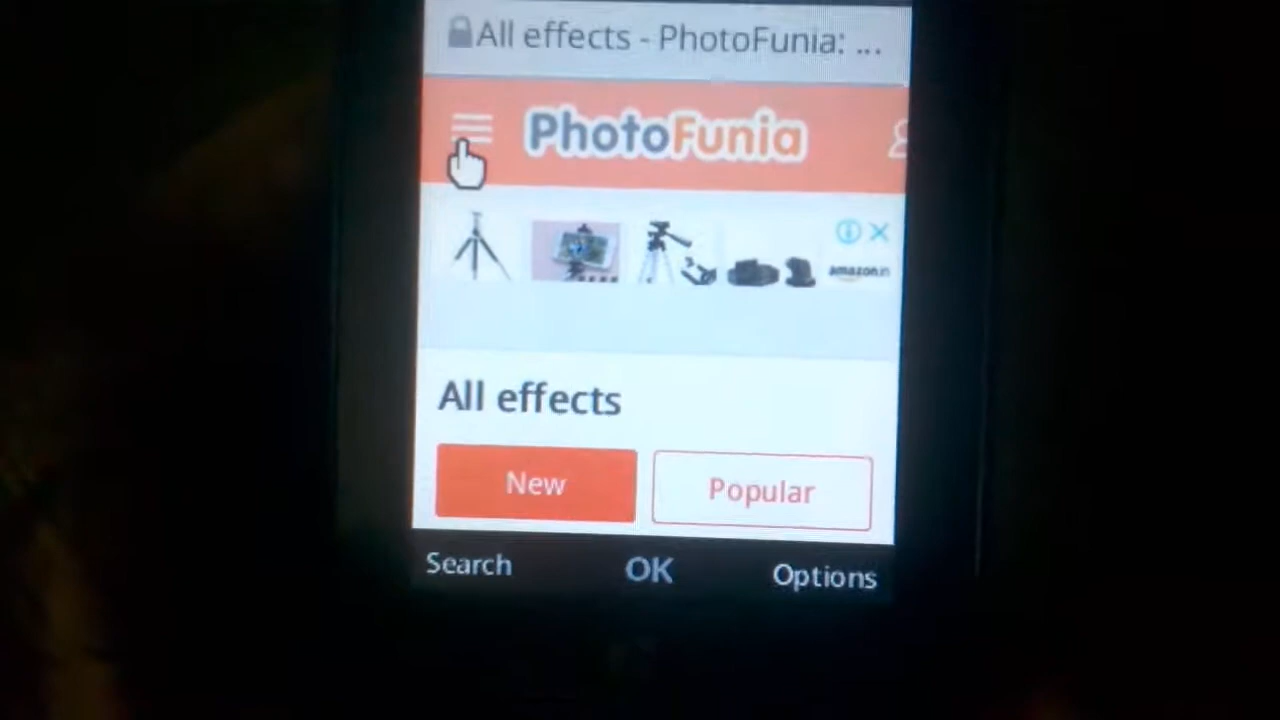 All effects - PhotoFunia: ...
PhotoFunia
amazon.in
All effects
New Popular
Search OK Options